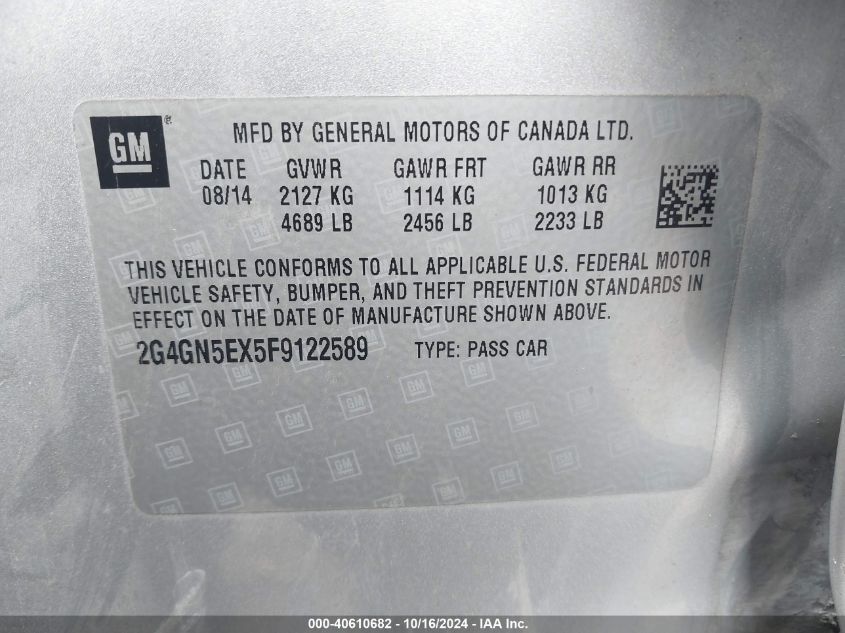 GM®
MFD BY GENERAL MOTORS OF CANADA LTD.
DATE GVWR GAWR FRT GAWR RR
08/14 2127 KG 1114 KG 1013 KG
4689 LB 2456 LB 2233 LB
THIS VEHICLE CONFORMS TO ALL APPLICABLE U.S. FEDERAL MOTOR
VEHICLE SAFETY, BUMPER, AND THEFT PREVENTION STANDARDS IN
EFFECT ON THE DATE OF MANUFACTURE SHOWN ABOVE.
2G4GN5EX5F9122589 TYPE: PASS CAR
000-40610682 - 10/16/2024 - IAA Inc.